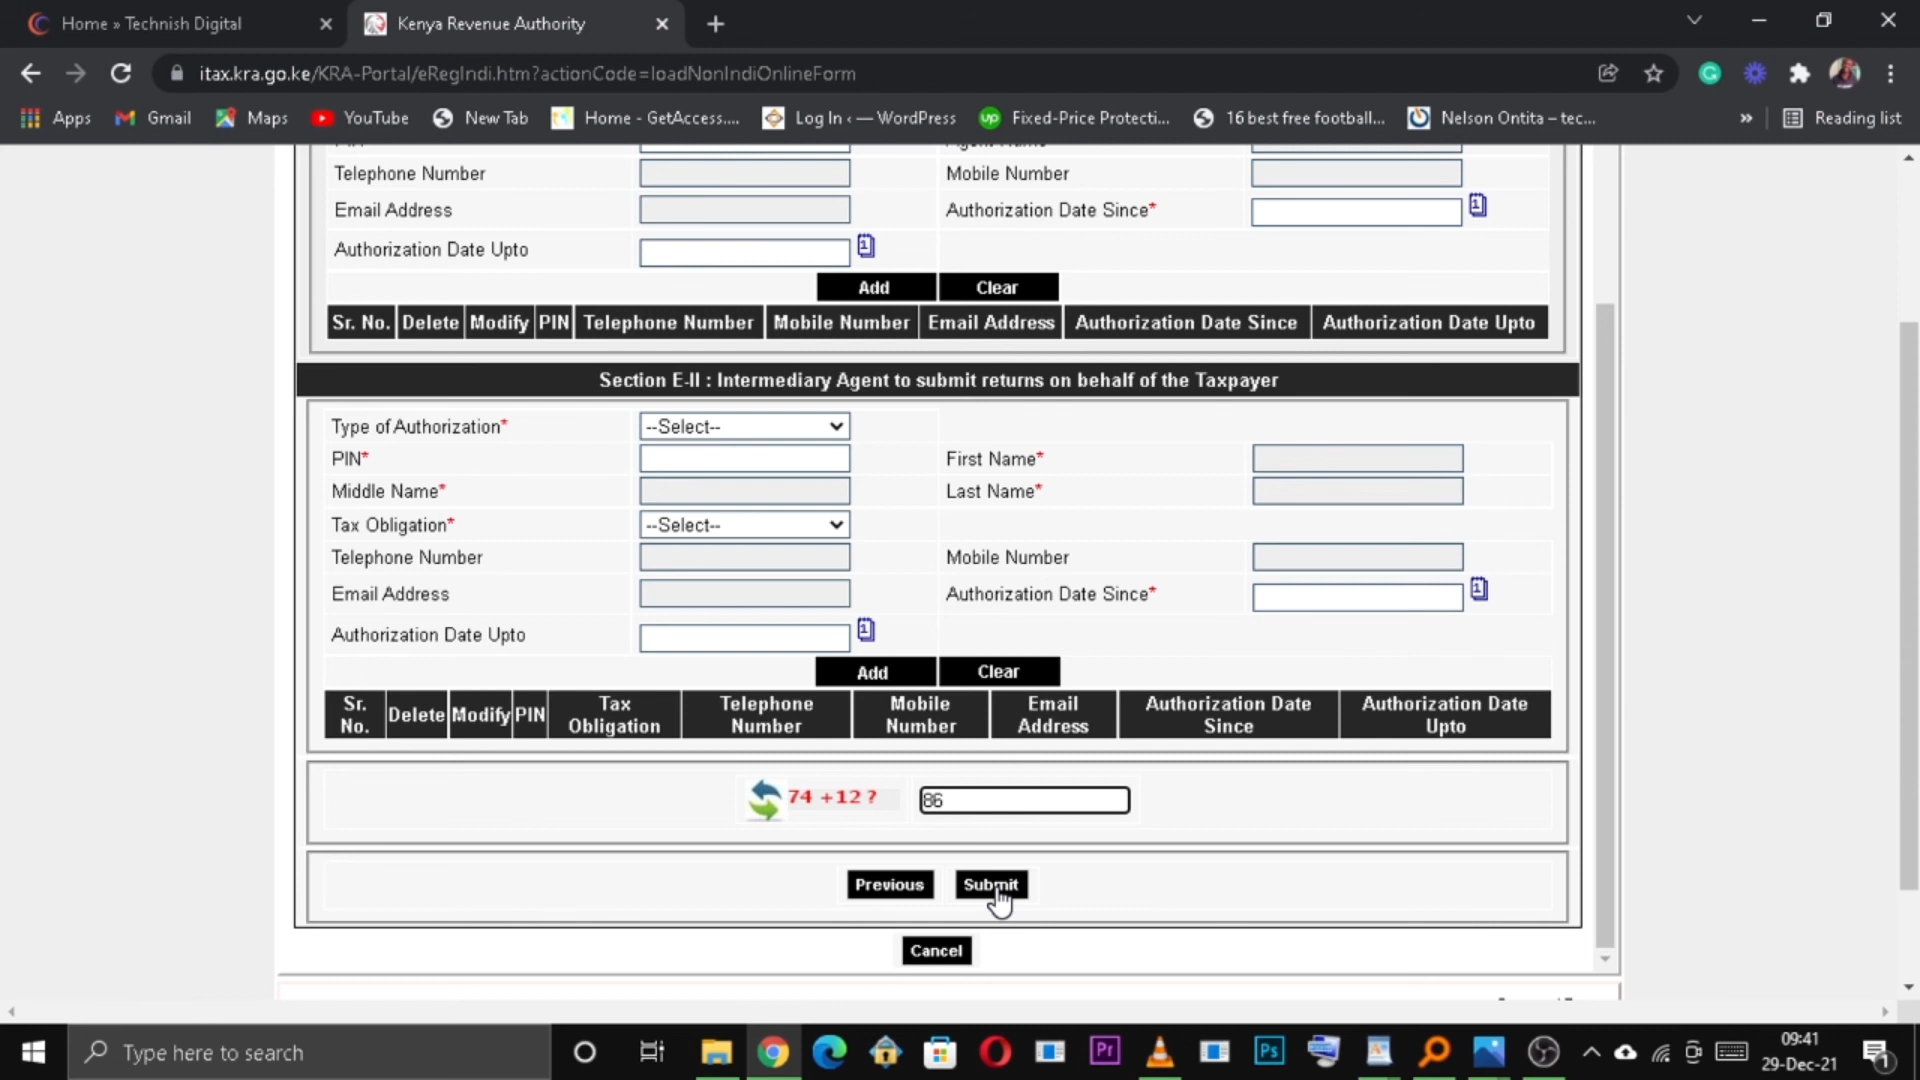 Home » Technish Digital
Kenya Revenue Authority
itax.kra.go.ke/KRA-Portal/eRegIndi.htm?actionCode=loadNonIndiOnlineForm
Apps Gmail Maps YouTube New Tab Home - GetAccess.... Log In ‹ — WordPress Fixed-Price Protecti... 16 best free football... Nelson Ontita – tec... » Reading list
Telephone Number Mobile Number
Email Address Authorization Date Since*
Authorization Date Upto
Add Clear
Sr. No. Delete Modify PIN Telephone Number Mobile Number Email Address Authorization Date Since Authorization Date Upto
Section E-II : Intermediary Agent to submit returns on behalf of the Taxpayer
Type of Authorization* --Select--
PIN* First Name*
Middle Name* Last Name*
Tax Obligation* --Select--
Telephone Number Mobile Number
Email Address Authorization Date Since*
Authorization Date Upto
Add Clear
Sr. No. Delete Modify PIN Tax Obligation Telephone Number Mobile Number Email Address Authorization Date Since Authorization Date Upto
74 +12 ? 86
Previous Submit
Cancel
Type here to search
Pr
Ps
09:41
29-Dec-21
1